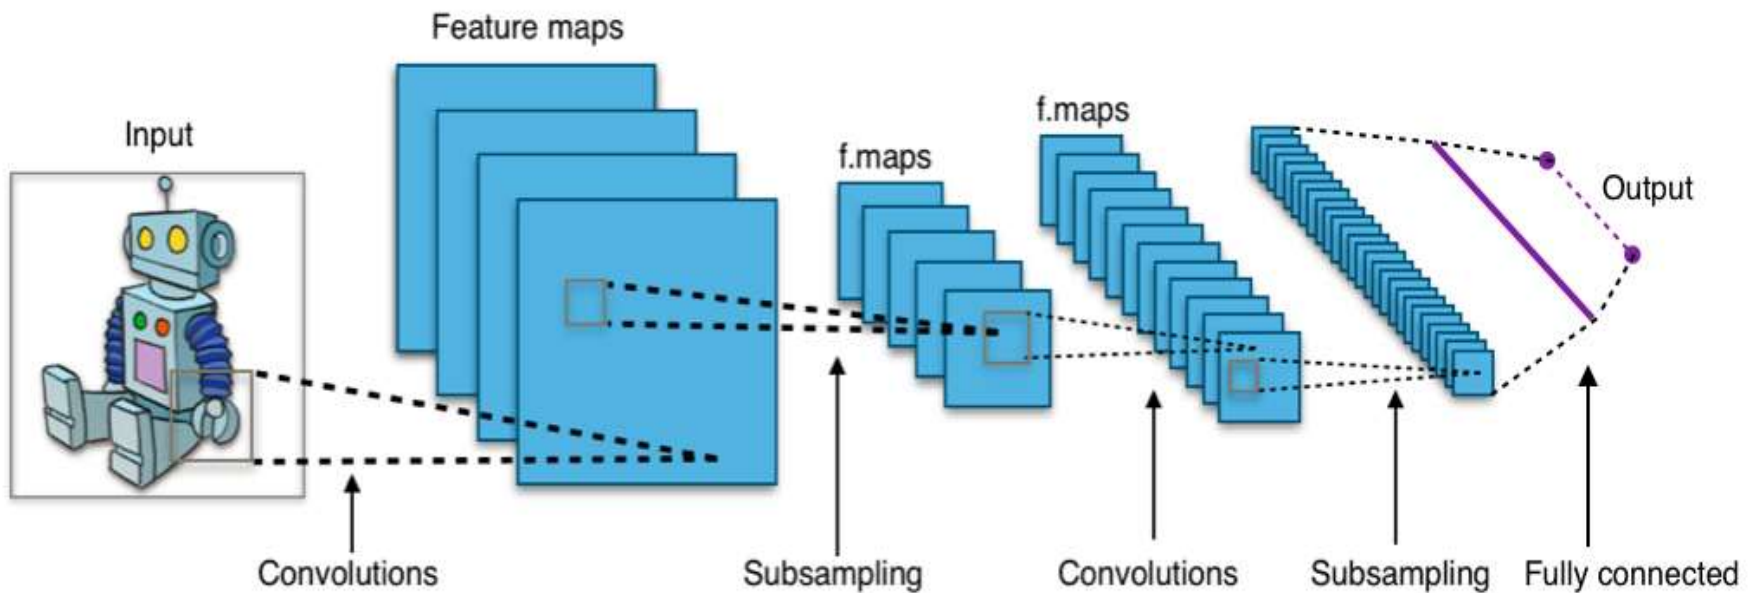 Feature maps
f.maps
Input
f.maps
Output
Convolutions
Subsampling
Convolutions
Subsampling
Fully connected